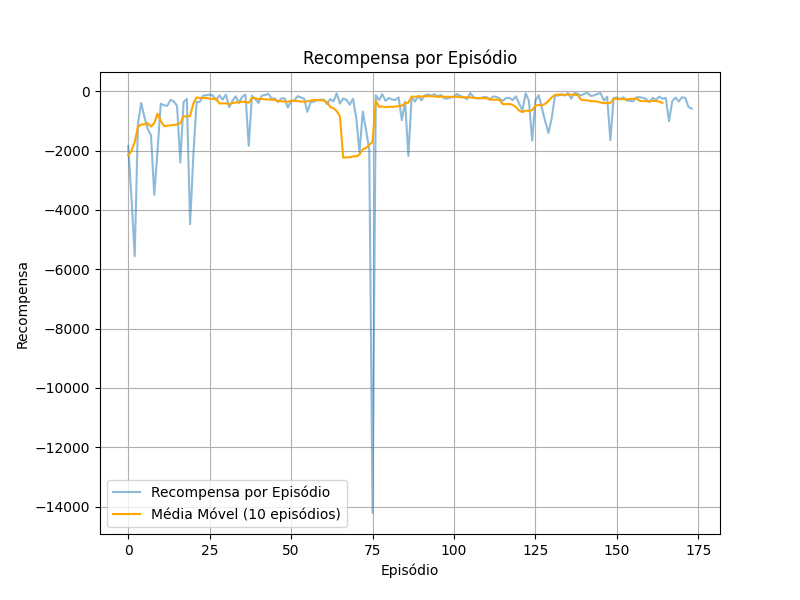 Recompensa por Episódio
0
−2000
−4000
−6000
−8000
−10000
−12000
−14000
Recompensa
Recompensa por Episódio
Média Móvel (10 episódios)
0 25 50 75 100 125 150 175
Episódio